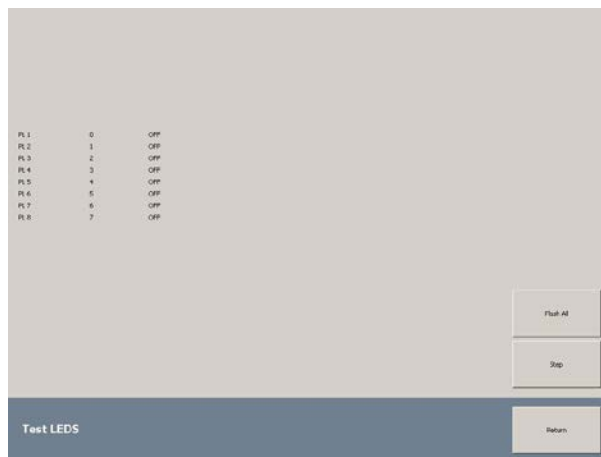 Pt 1 0 OFF
Pt 2 1 OFF
Pt 3 2 OFF
Pt 4 3 OFF
Pt 5 4 OFF
Pt 6 5 OFF
Pt 7 6 OFF
Pt 8 7 OFF
Flush All
Step
Test LEDS
Return